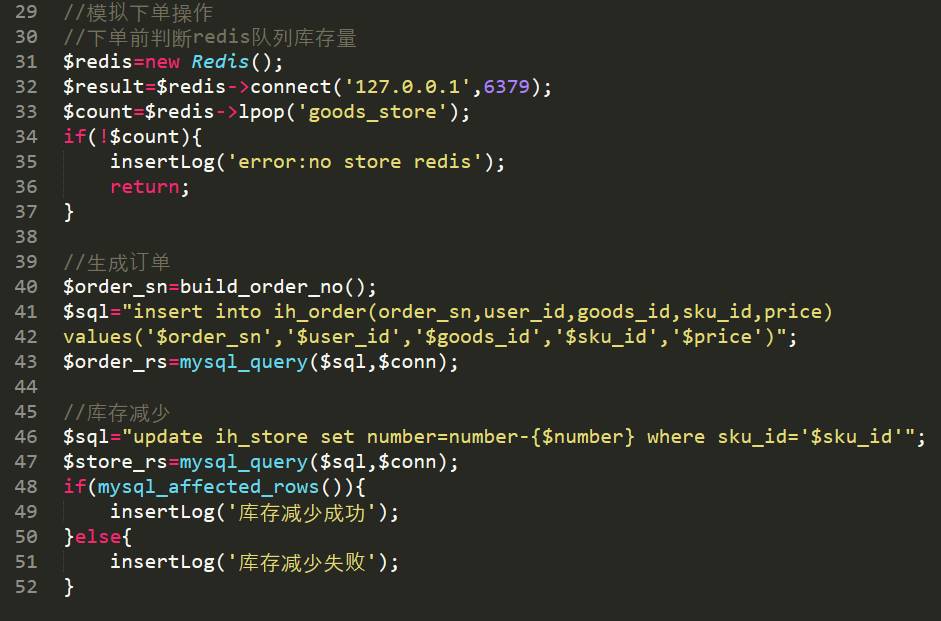 29 //模拟下单操作
30 //下单前判断redis队列库存量
31 $redis=new Redis();
32 $result=$redis->connect('127.0.0.1',6379);
33 $count=$redis->lpop('goods_store');
34 if(!$count){
35     insertLog('error:no store redis');
36     return;
37 }
38
39 //生成订单
40 $order_sn=build_order_no();
41 $sql="insert into ih_order(order_sn,user_id,goods_id,sku_id,price)
42 values('$order_sn','$user_id','$goods_id','$sku_id','$price')";
43 $order_rs=mysql_query($sql,$conn);
44
45 //库存减少
46 $sql="update ih_store set number=number-{$number} where sku_id='$sku_id'";
47 $store_rs=mysql_query($sql,$conn);
48 if(mysql_affected_rows()){
49     insertLog('库存减少成功');
50 }else{
51     insertLog('库存减少失败');
52 }